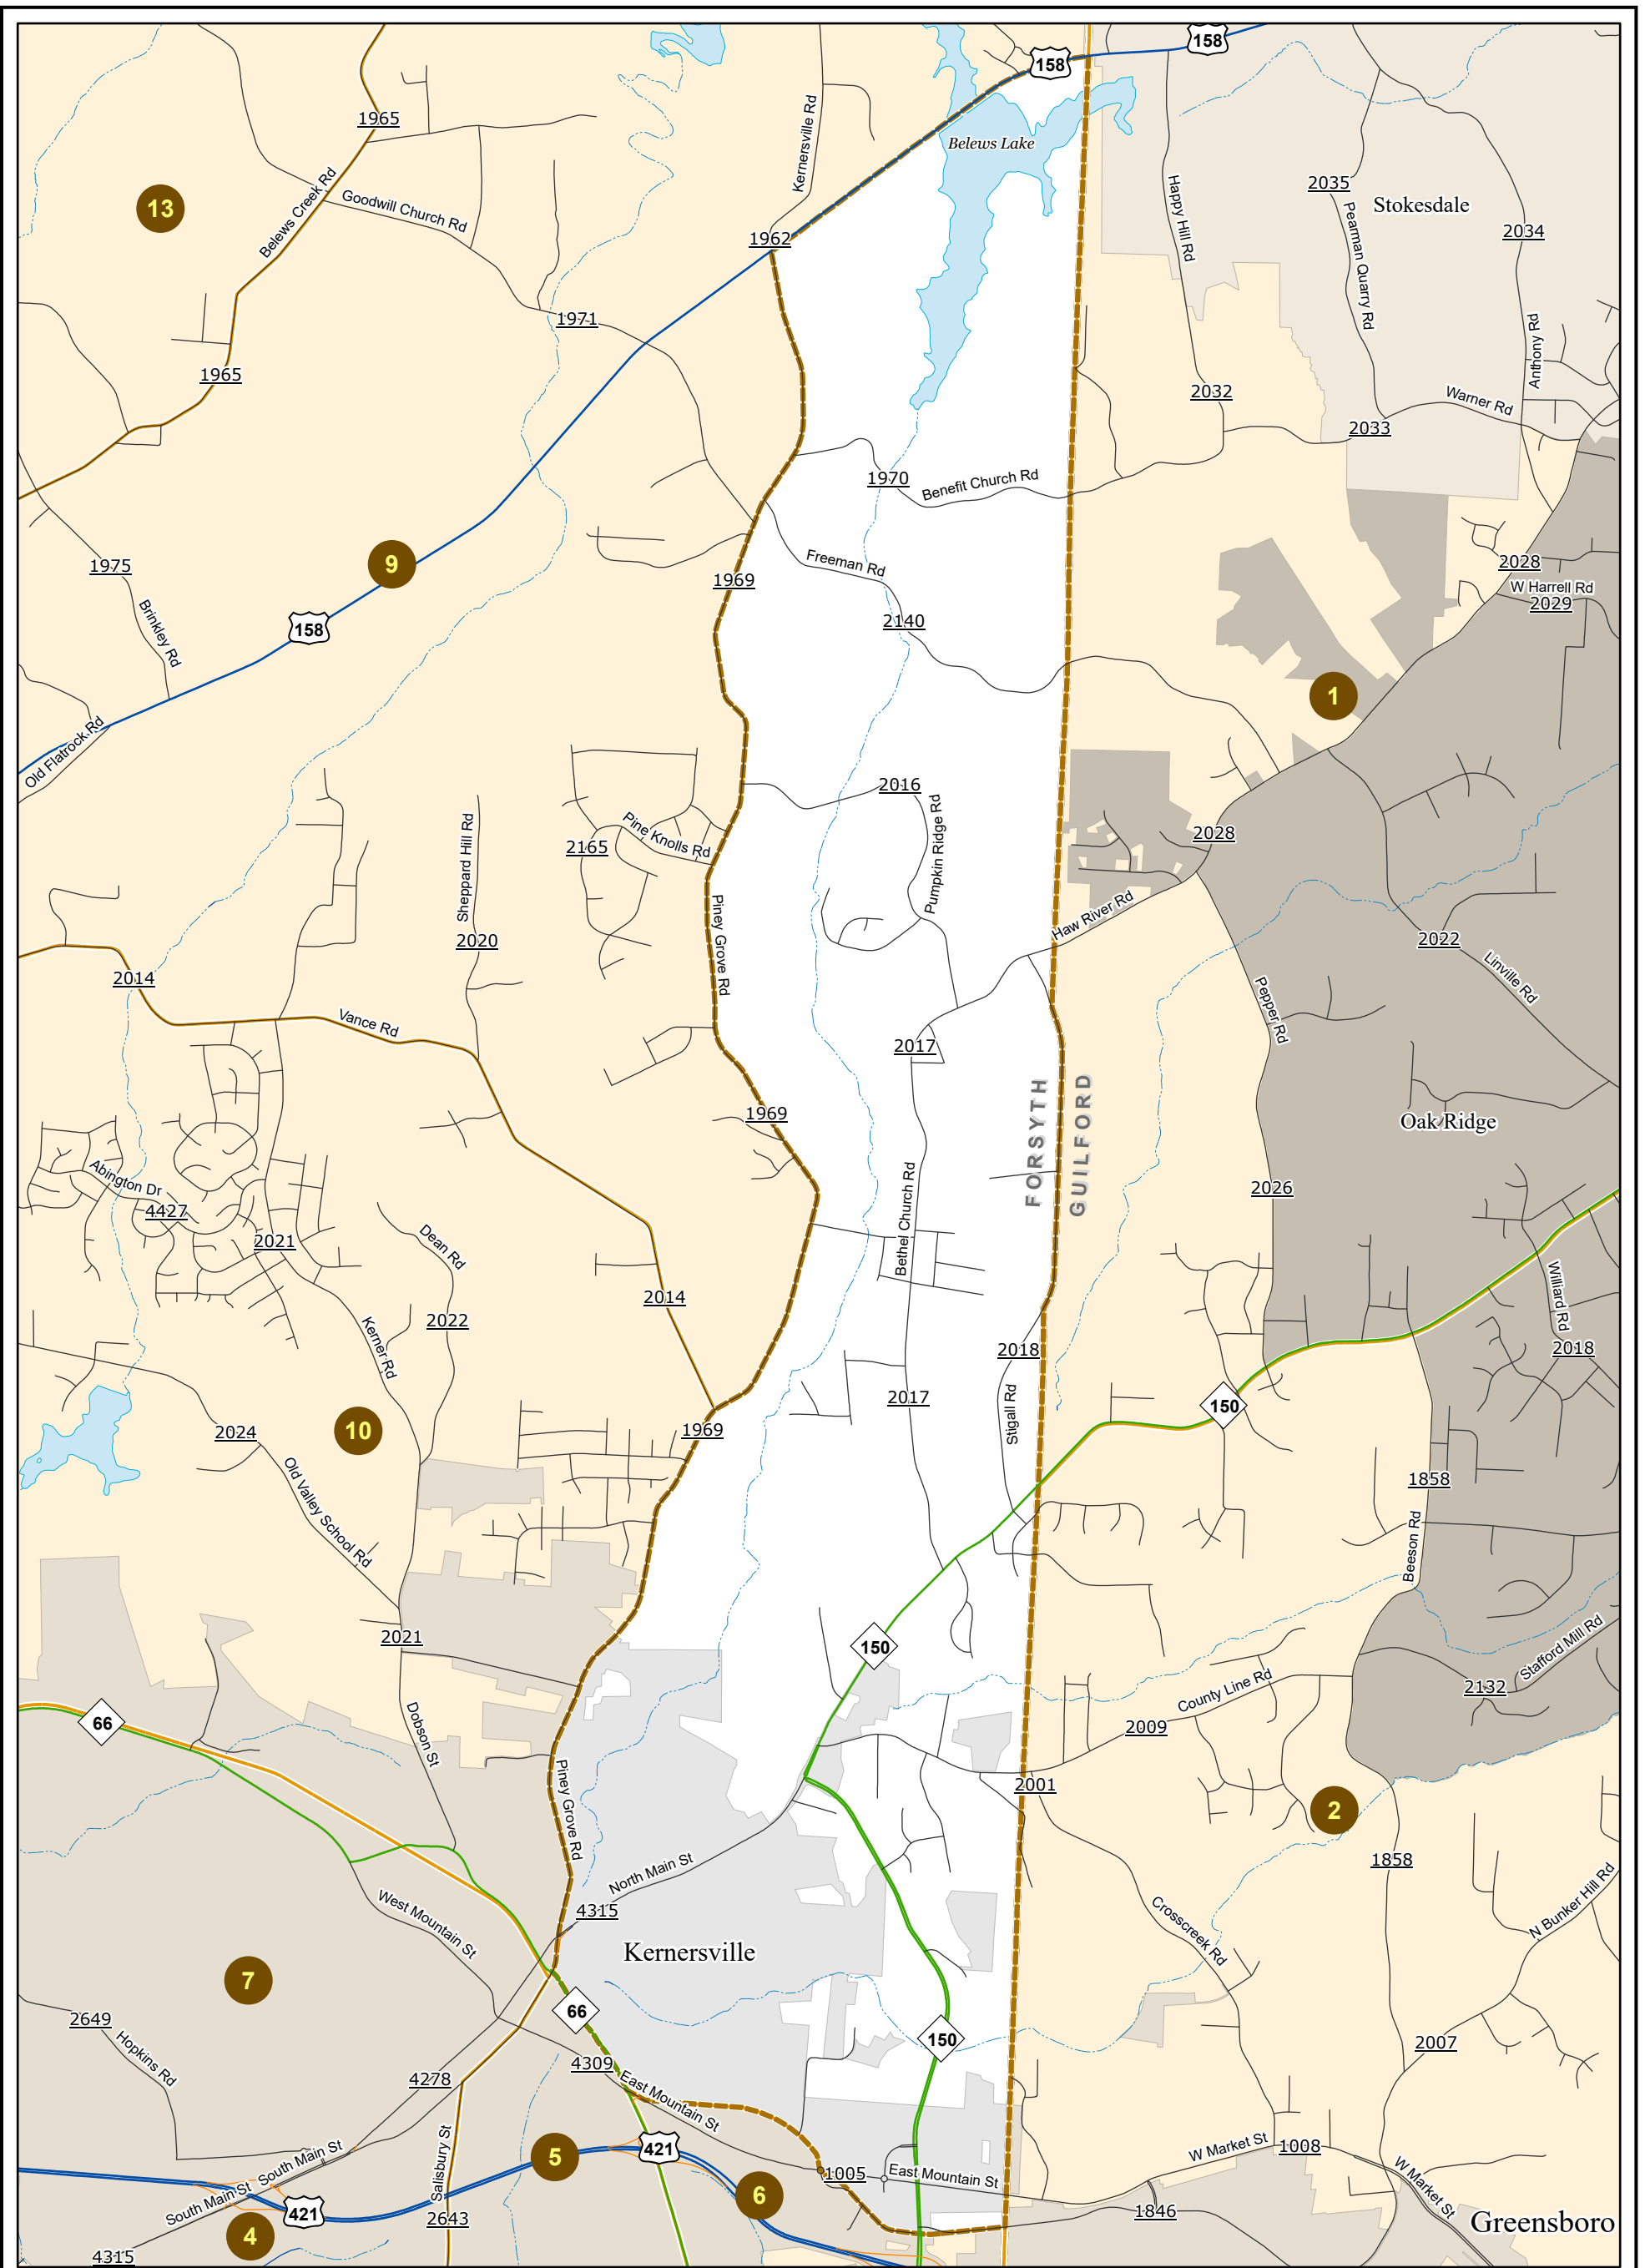 158
158
1965
Kernersville Rd
Belews Lake
13
Belews Creek Rd
Goodwill Church Rd
1962
Happy Hill Rd
2035
Stokesdale
Pearman Quarry Rd
2034
1971
1965
2032
Anthony Rd
Warner Rd
2033
1970
Benefit Church Rd
1975
9
Freeman Rd
1969
2028
W Harrell Rd
2029
Brinkley Rd
158
2140
1
Old Flatrock Rd
2016
Pumpkin Ridge Rd
2165
Pine Knolls Rd
2028
Sheppard Hill Rd
2020
Piney Grove Rd
Haw River Rd
2022
Linville Rd
2014
Vance Rd
Pepper Rd
2017
FORSYTH
GUILFORD
1969
Oak Ridge
Abington Dr
4427
2021
Dean Rd
Bethel Church Rd
2026
2014
2022
Kerner Rd
2018
Williard Rd
2018
2017
Stigall Rd
150
2024
10
1969
Old Valley School Rd
1858
Beeson Rd
2021
150
Stafford Mill Rd
2132
County Line Rd
2009
66
Dobson St
Piney Grove Rd
2001
2
1858
North Main St
4315
West Mountain St
Kernersville
Crosscreek Rd
N Bunker Hill Rd
7
66
150
2649
Hopkins Rd
4309
2007
4278
East Mountain St
South Main St
South Main St
Salisbury St
5
421
6
1005
East Mountain St
W Market St
1008
W Market St
1846
421
2643
4
4315
Greensboro